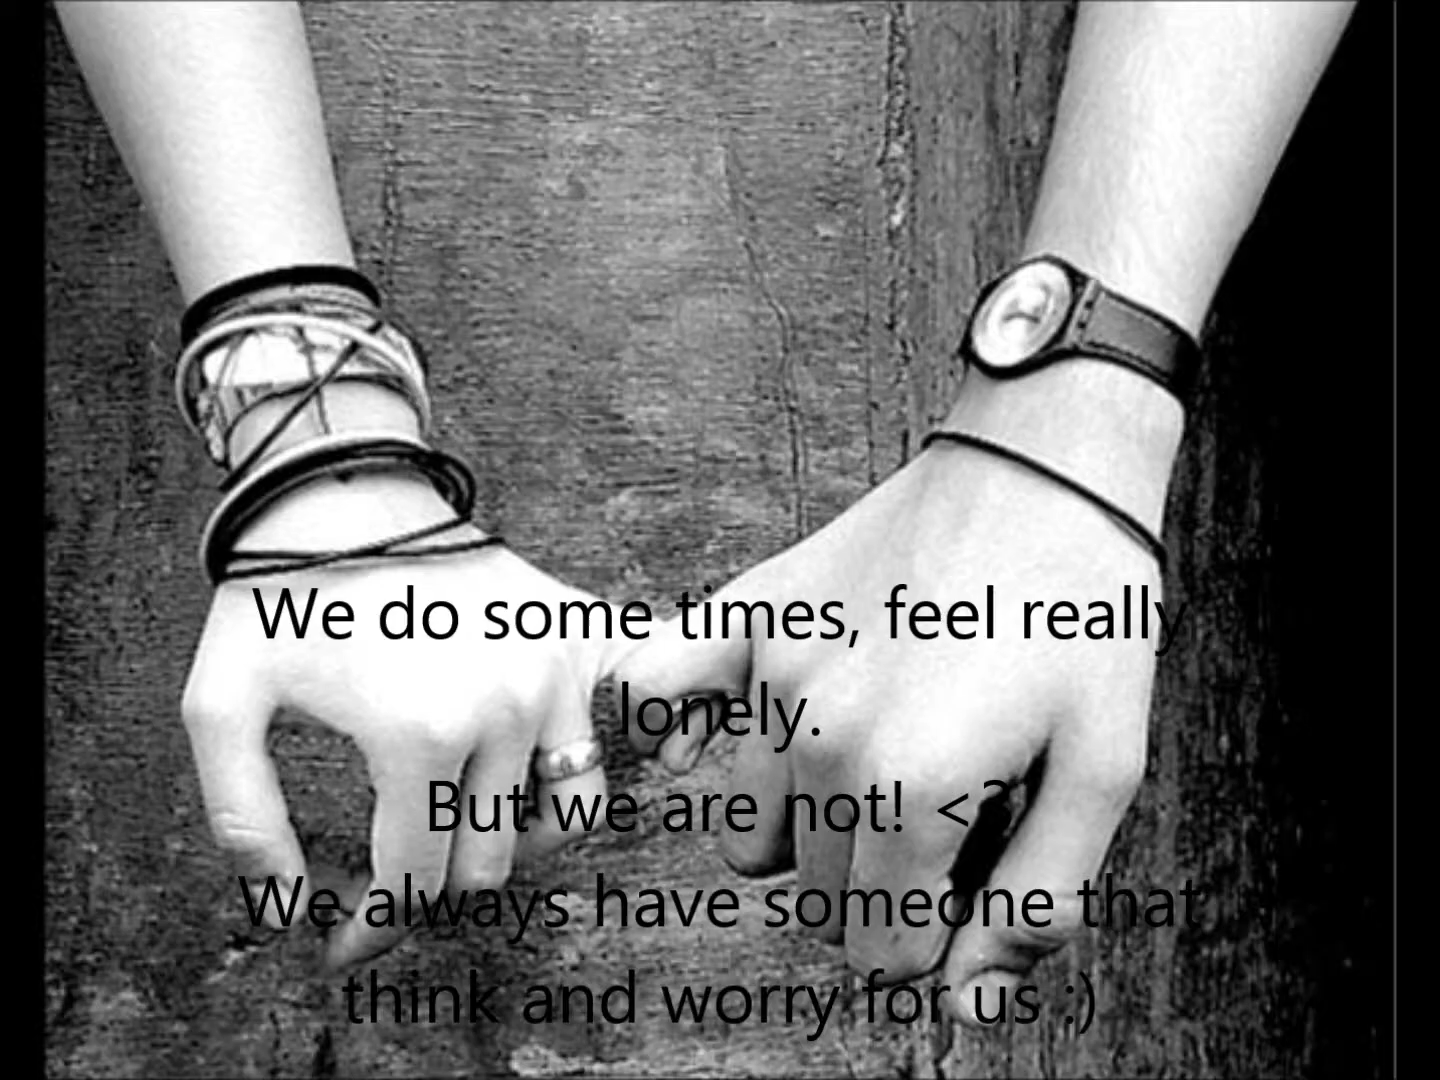 We do some times, feel really
lonely.
But we are not! <3
We always have someone that
think and worry for us :)